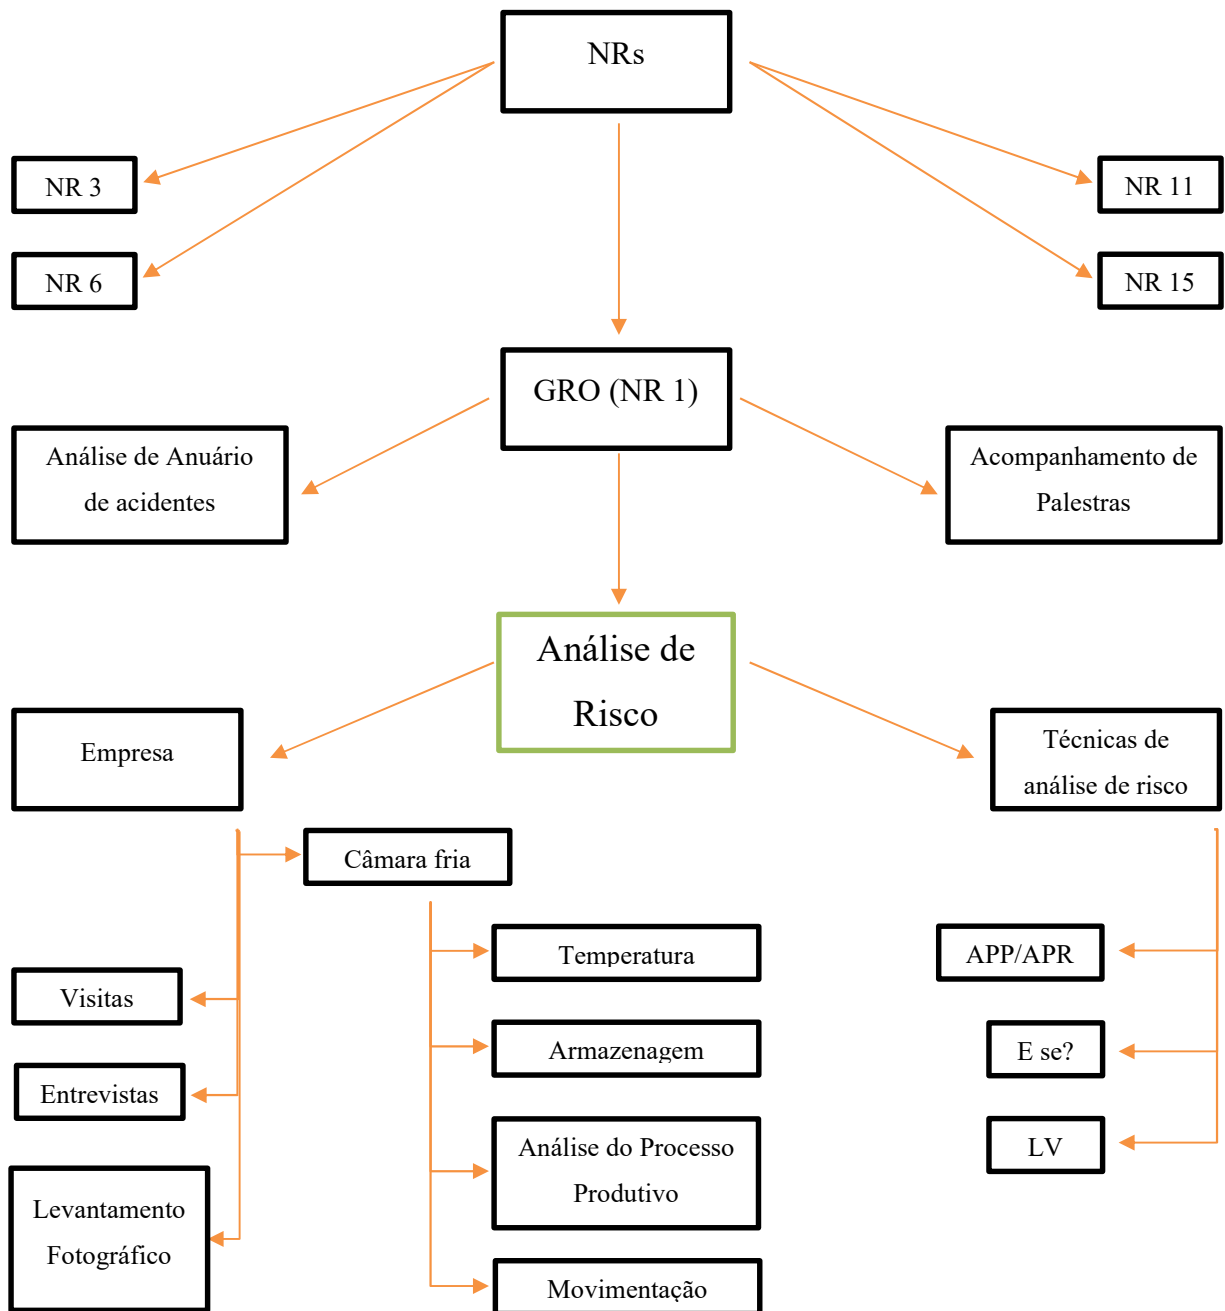 NRs
NR 3
NR 11
NR 6
NR 15
GRO (NR 1)
Análise de Anuário
de acidentes
Acompanhamento de
Palestras
Análise de
Risco
Empresa
Técnicas de
análise de risco
Câmara fria
Temperatura
APP/APR
Visitas
Armazenagem
E se?
Entrevistas
Análise do Processo
Produtivo
LV
Levantamento
Fotográfico
Movimentação